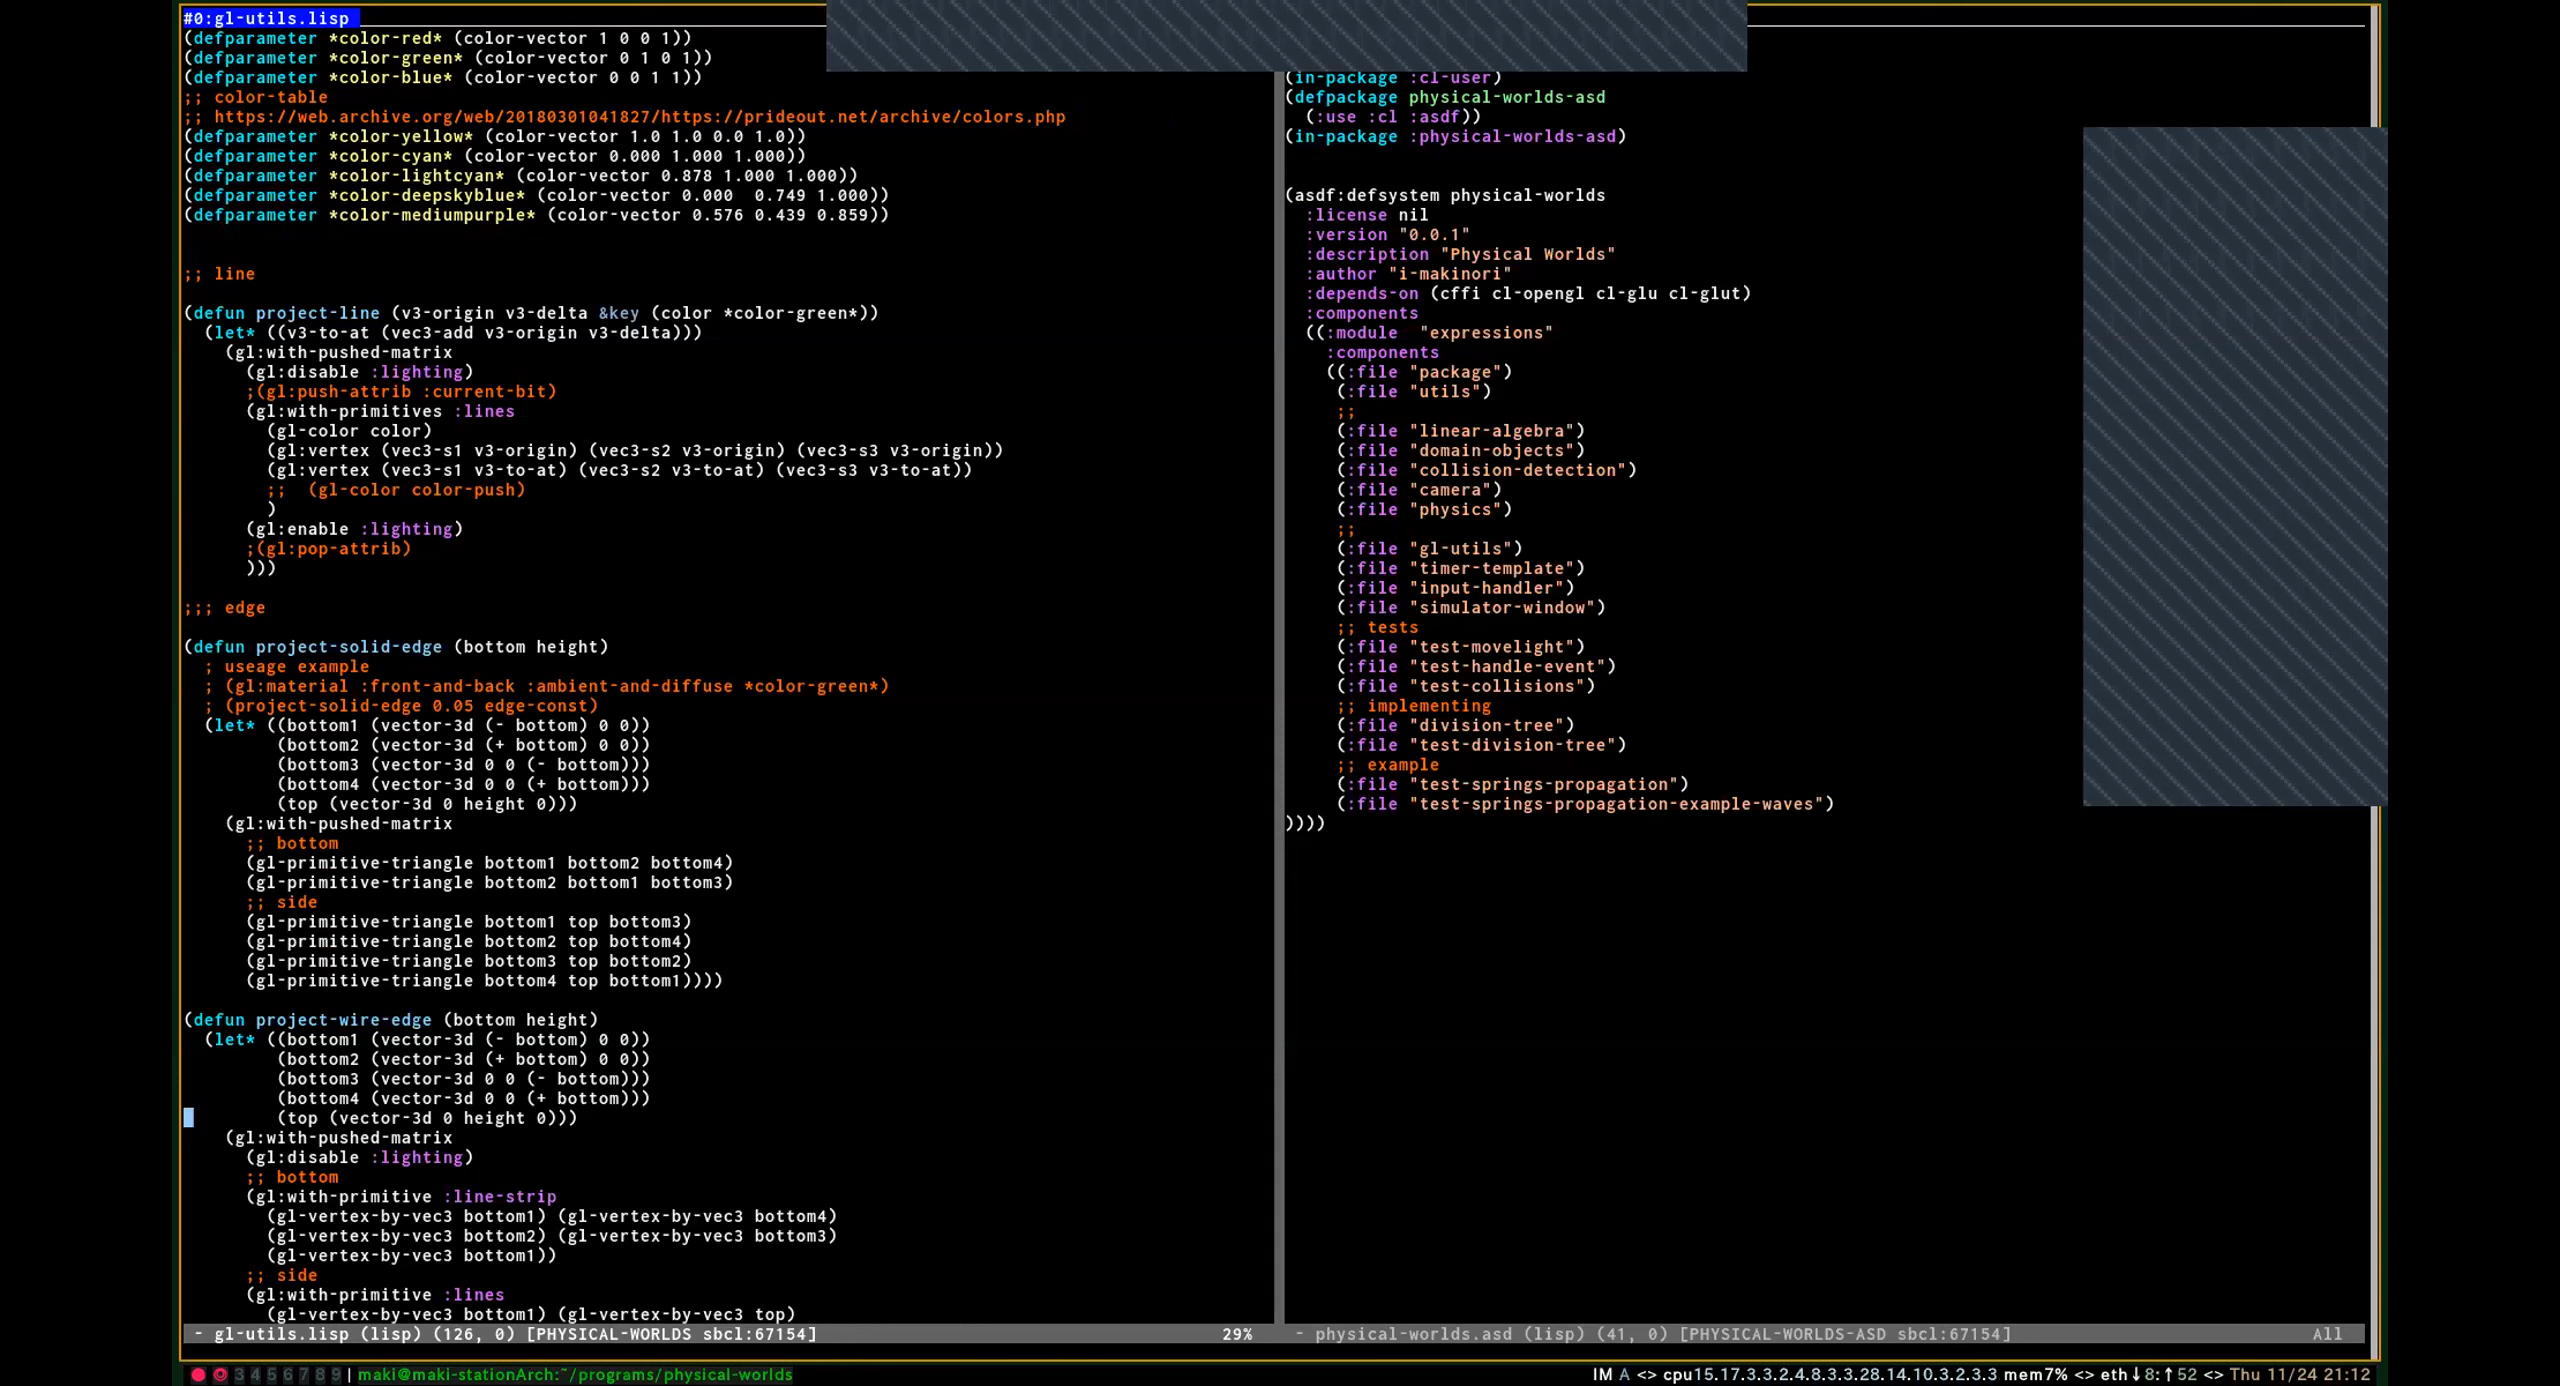 #0:gl-utils.lisp
(defparameter *color-red* (color-vector 1 0 0 1))
(defparameter *color-green* (color-vector 0 1 0 1))
(defparameter *color-blue* (color-vector 0 0 1 1))
;; color-table
;; https://web.archive.org/web/20180301041827/https://prideout.net/archive/colors.php
(defparameter *color-yellow* (color-vector 1.0 1.0 0.0 1.0))
(defparameter *color-cyan* (color-vector 0.000 1.000 1.000))
(defparameter *color-lightcyan* (color-vector 0.878 1.000 1.000))
(defparameter *color-deepskyblue* (color-vector 0.000  0.749 1.000))
(defparameter *color-mediumpurple* (color-vector 0.576 0.439 0.859))
;; line
(defun project-line (v3-origin v3-delta &key (color *color-green*))
  (let* ((v3-to-at (vec3-add v3-origin v3-delta)))
    (gl:with-pushed-matrix
      (gl:disable :lighting)
      ;(gl:push-attrib :current-bit)
      (gl:with-primitives :lines
        (gl-color color)
        (gl:vertex (vec3-s1 v3-origin) (vec3-s2 v3-origin) (vec3-s3 v3-origin))
        (gl:vertex (vec3-s1 v3-to-at) (vec3-s2 v3-to-at) (vec3-s3 v3-to-at))
        ;;  (gl-color color-push)
        )
      (gl:enable :lighting)
      ;(gl:pop-attrib)
      )))
;;; edge
(defun project-solid-edge (bottom height)
  ; useage example
  ; (gl:material :front-and-back :ambient-and-diffuse *color-green*)
  ; (project-solid-edge 0.05 edge-const)
  (let* ((bottom1 (vector-3d (- bottom) 0 0))
         (bottom2 (vector-3d (+ bottom) 0 0))
         (bottom3 (vector-3d 0 0 (- bottom)))
         (bottom4 (vector-3d 0 0 (+ bottom)))
         (top (vector-3d 0 height 0)))
    (gl:with-pushed-matrix
      ;; bottom
      (gl-primitive-triangle bottom1 bottom2 bottom4)
      (gl-primitive-triangle bottom2 bottom1 bottom3)
      ;; side
      (gl-primitive-triangle bottom1 top bottom3)
      (gl-primitive-triangle bottom2 top bottom4)
      (gl-primitive-triangle bottom3 top bottom2)
      (gl-primitive-triangle bottom4 top bottom1))))
(defun project-wire-edge (bottom height)
  (let* ((bottom1 (vector-3d (- bottom) 0 0))
         (bottom2 (vector-3d (+ bottom) 0 0))
         (bottom3 (vector-3d 0 0 (- bottom)))
         (bottom4 (vector-3d 0 0 (+ bottom)))
         (top (vector-3d 0 height 0)))
    (gl:with-pushed-matrix
      (gl:disable :lighting)
      ;; bottom
      (gl:with-primitive :line-strip
        (gl-vertex-by-vec3 bottom1) (gl-vertex-by-vec3 bottom4)
        (gl-vertex-by-vec3 bottom2) (gl-vertex-by-vec3 bottom3)
        (gl-vertex-by-vec3 bottom1))
      ;; side
      (gl:with-primitive :lines
        (gl-vertex-by-vec3 bottom1) (gl-vertex-by-vec3 top)
- gl-utils.lisp (lisp) (126, 0) [PHYSICAL-WORLDS sbcl:67154] 29%
(in-package :cl-user)
(defpackage physical-worlds-asd
  (:use :cl :asdf))
(in-package :physical-worlds-asd)
(asdf:defsystem physical-worlds
  :license nil
  :version "0.0.1"
  :description "Physical Worlds"
  :author "i-makinori"
  :depends-on (cffi cl-opengl cl-glu cl-glut)
  :components
  ((:module  "expressions"
    :components
    ((:file "package")
     (:file "utils")
     ;;
     (:file "linear-algebra")
     (:file "domain-objects")
     (:file "collision-detection")
     (:file "camera")
     (:file "physics")
     ;;
     (:file "gl-utils")
     (:file "timer-template")
     (:file "input-handler")
     (:file "simulator-window")
     ;; tests
     (:file "test-movelight")
     (:file "test-handle-event")
     (:file "test-collisions")
     ;; implementing
     (:file "division-tree")
     (:file "test-division-tree")
     ;; example
     (:file "test-springs-propagation")
     (:file "test-springs-propagation-example-waves")
))))
- physical-worlds.asd (lisp) (41, 0) [PHYSICAL-WORLDS-ASD sbcl:67154] All
3 4 5 6 7 8 9 | maki@maki-stationArch:~/programs/physical-worlds
IM A <> cpu15.17.3.3.2.4.8.3.3.28.14.10.3.2.3.3 mem7% <> eth↓8:↑52 <> Thu 11/24 21:12